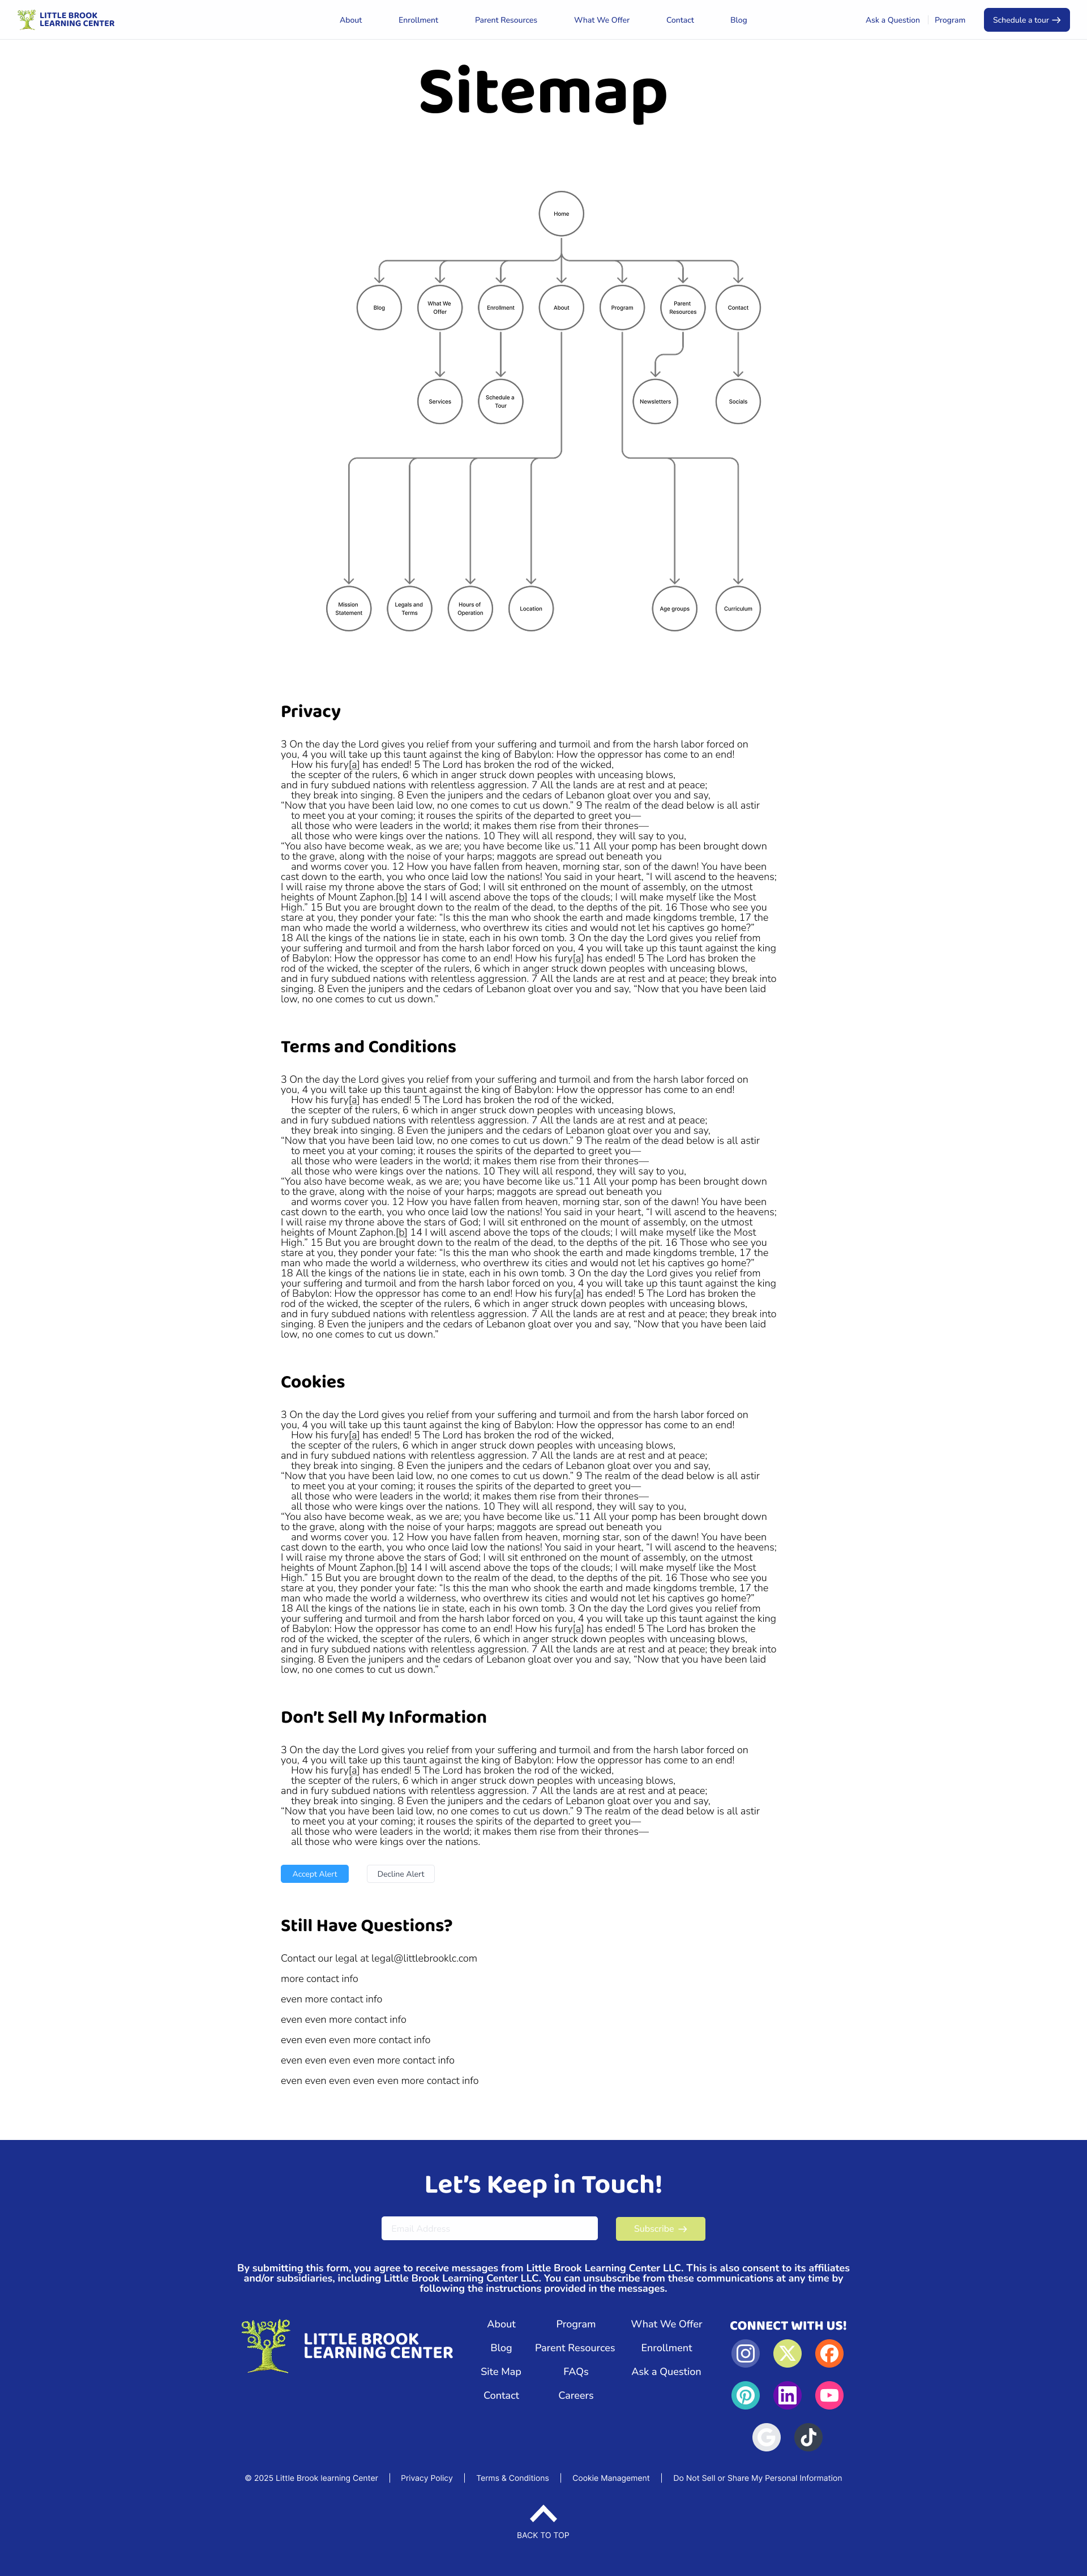 LITTLE BROOK
LEARNING CENTER
About Enrollment Parent Resources What We Offer Contact Blog Ask a Question Program Schedule a tour →
Sitemap
Home
Blog
What We
Offer
Enrollment
About
Program
Parent
Resources
Contact
Services
Schedule a
Tour
Newsletters
Socials
Mission
Statement
Legals and
Terms
Hours of
Operation
Location
Age groups
Curriculum
Privacy
3 On the day the Lord gives you relief from your suffering and turmoil and from the harsh labor forced on
you, 4 you will take up this taunt against the king of Babylon: How the oppressor has come to an end!
How his fury[a] has ended! 5 The Lord has broken the rod of the wicked,
the scepter of the rulers, 6 which in anger struck down peoples with unceasing blows,
and in fury subdued nations with relentless aggression. 7 All the lands are at rest and at peace;
they break into singing. 8 Even the junipers and the cedars of Lebanon gloat over you and say,
“Now that you have been laid low, no one comes to cut us down.” 9 The realm of the dead below is all astir
to meet you at your coming; it rouses the spirits of the departed to greet you—
all those who were leaders in the world; it makes them rise from their thrones—
all those who were kings over the nations. 10 They will all respond, they will say to you,
“You also have become weak, as we are; you have become like us.”11 All your pomp has been brought down
to the grave, along with the noise of your harps; maggots are spread out beneath you
and worms cover you. 12 How you have fallen from heaven, morning star, son of the dawn! You have been
cast down to the earth, you who once laid low the nations! You said in your heart, “I will ascend to the heavens;
I will raise my throne above the stars of God; I will sit enthroned on the mount of assembly, on the utmost
heights of Mount Zaphon.[b] 14 I will ascend above the tops of the clouds; I will make myself like the Most
High.” 15 But you are brought down to the realm of the dead, to the depths of the pit. 16 Those who see you
stare at you, they ponder your fate: “Is this the man who shook the earth and made kingdoms tremble, 17 the
man who made the world a wilderness, who overthrew its cities and would not let his captives go home?”
18 All the kings of the nations lie in state, each in his own tomb. 3 On the day the Lord gives you relief from
your suffering and turmoil and from the harsh labor forced on you, 4 you will take up this taunt against the king
of Babylon: How the oppressor has come to an end! How his fury[a] has ended! 5 The Lord has broken the
rod of the wicked, the scepter of the rulers, 6 which in anger struck down peoples with unceasing blows,
and in fury subdued nations with relentless aggression. 7 All the lands are at rest and at peace; they break into
singing. 8 Even the junipers and the cedars of Lebanon gloat over you and say, “Now that you have been laid
low, no one comes to cut us down.”
Terms and Conditions
3 On the day the Lord gives you relief from your suffering and turmoil and from the harsh labor forced on
you, 4 you will take up this taunt against the king of Babylon: How the oppressor has come to an end!
How his fury[a] has ended! 5 The Lord has broken the rod of the wicked,
the scepter of the rulers, 6 which in anger struck down peoples with unceasing blows,
and in fury subdued nations with relentless aggression. 7 All the lands are at rest and at peace;
they break into singing. 8 Even the junipers and the cedars of Lebanon gloat over you and say,
“Now that you have been laid low, no one comes to cut us down.” 9 The realm of the dead below is all astir
to meet you at your coming; it rouses the spirits of the departed to greet you—
all those who were leaders in the world; it makes them rise from their thrones—
all those who were kings over the nations. 10 They will all respond, they will say to you,
“You also have become weak, as we are; you have become like us.”11 All your pomp has been brought down
to the grave, along with the noise of your harps; maggots are spread out beneath you
and worms cover you. 12 How you have fallen from heaven, morning star, son of the dawn! You have been
cast down to the earth, you who once laid low the nations! You said in your heart, “I will ascend to the heavens;
I will raise my throne above the stars of God; I will sit enthroned on the mount of assembly, on the utmost
heights of Mount Zaphon.[b] 14 I will ascend above the tops of the clouds; I will make myself like the Most
High.” 15 But you are brought down to the realm of the dead, to the depths of the pit. 16 Those who see you
stare at you, they ponder your fate: “Is this the man who shook the earth and made kingdoms tremble, 17 the
man who made the world a wilderness, who overthrew its cities and would not let his captives go home?”
18 All the kings of the nations lie in state, each in his own tomb. 3 On the day the Lord gives you relief from
your suffering and turmoil and from the harsh labor forced on you, 4 you will take up this taunt against the king
of Babylon: How the oppressor has come to an end! How his fury[a] has ended! 5 The Lord has broken the
rod of the wicked, the scepter of the rulers, 6 which in anger struck down peoples with unceasing blows,
and in fury subdued nations with relentless aggression. 7 All the lands are at rest and at peace; they break into
singing. 8 Even the junipers and the cedars of Lebanon gloat over you and say, “Now that you have been laid
low, no one comes to cut us down.”
Cookies
3 On the day the Lord gives you relief from your suffering and turmoil and from the harsh labor forced on
you, 4 you will take up this taunt against the king of Babylon: How the oppressor has come to an end!
How his fury[a] has ended! 5 The Lord has broken the rod of the wicked,
the scepter of the rulers, 6 which in anger struck down peoples with unceasing blows,
and in fury subdued nations with relentless aggression. 7 All the lands are at rest and at peace;
they break into singing. 8 Even the junipers and the cedars of Lebanon gloat over you and say,
“Now that you have been laid low, no one comes to cut us down.” 9 The realm of the dead below is all astir
to meet you at your coming; it rouses the spirits of the departed to greet you—
all those who were leaders in the world; it makes them rise from their thrones—
all those who were kings over the nations. 10 They will all respond, they will say to you,
“You also have become weak, as we are; you have become like us.”11 All your pomp has been brought down
to the grave, along with the noise of your harps; maggots are spread out beneath you
and worms cover you. 12 How you have fallen from heaven, morning star, son of the dawn! You have been
cast down to the earth, you who once laid low the nations! You said in your heart, “I will ascend to the heavens;
I will raise my throne above the stars of God; I will sit enthroned on the mount of assembly, on the utmost
heights of Mount Zaphon.[b] 14 I will ascend above the tops of the clouds; I will make myself like the Most
High.” 15 But you are brought down to the realm of the dead, to the depths of the pit. 16 Those who see you
stare at you, they ponder your fate: “Is this the man who shook the earth and made kingdoms tremble, 17 the
man who made the world a wilderness, who overthrew its cities and would not let his captives go home?”
18 All the kings of the nations lie in state, each in his own tomb. 3 On the day the Lord gives you relief from
your suffering and turmoil and from the harsh labor forced on you, 4 you will take up this taunt against the king
of Babylon: How the oppressor has come to an end! How his fury[a] has ended! 5 The Lord has broken the
rod of the wicked, the scepter of the rulers, 6 which in anger struck down peoples with unceasing blows,
and in fury subdued nations with relentless aggression. 7 All the lands are at rest and at peace; they break into
singing. 8 Even the junipers and the cedars of Lebanon gloat over you and say, “Now that you have been laid
low, no one comes to cut us down.”
Don’t Sell My Information
3 On the day the Lord gives you relief from your suffering and turmoil and from the harsh labor forced on
you, 4 you will take up this taunt against the king of Babylon: How the oppressor has come to an end!
How his fury[a] has ended! 5 The Lord has broken the rod of the wicked,
the scepter of the rulers, 6 which in anger struck down peoples with unceasing blows,
and in fury subdued nations with relentless aggression. 7 All the lands are at rest and at peace;
they break into singing. 8 Even the junipers and the cedars of Lebanon gloat over you and say,
“Now that you have been laid low, no one comes to cut us down.” 9 The realm of the dead below is all astir
to meet you at your coming; it rouses the spirits of the departed to greet you—
all those who were leaders in the world; it makes them rise from their thrones—
all those who were kings over the nations.
Accept Alert Decline Alert
Still Have Questions?
Contact our legal at legal@littlebrooklc.com
more contact info
even more contact info
even even more contact info
even even even more contact info
even even even even more contact info
even even even even even more contact info
Let’s Keep in Touch!
Email Address Subscribe →
By submitting this form, you agree to receive messages from Little Brook Learning Center LLC. This is also consent to its affiliates
and/or subsidiaries, including Little Brook Learning Center LLC. You can unsubscribe from these communications at any time by
following the instructions provided in the messages.
LITTLE BROOK
LEARNING CENTER
About Program What We Offer
Blog Parent Resources Enrollment
Site Map FAQs Ask a Question
Contact Careers
CONNECT WITH US!
© 2025 Little Brook learning Center | Privacy Policy | Terms & Conditions | Cookie Management | Do Not Sell or Share My Personal Information
BACK TO TOP